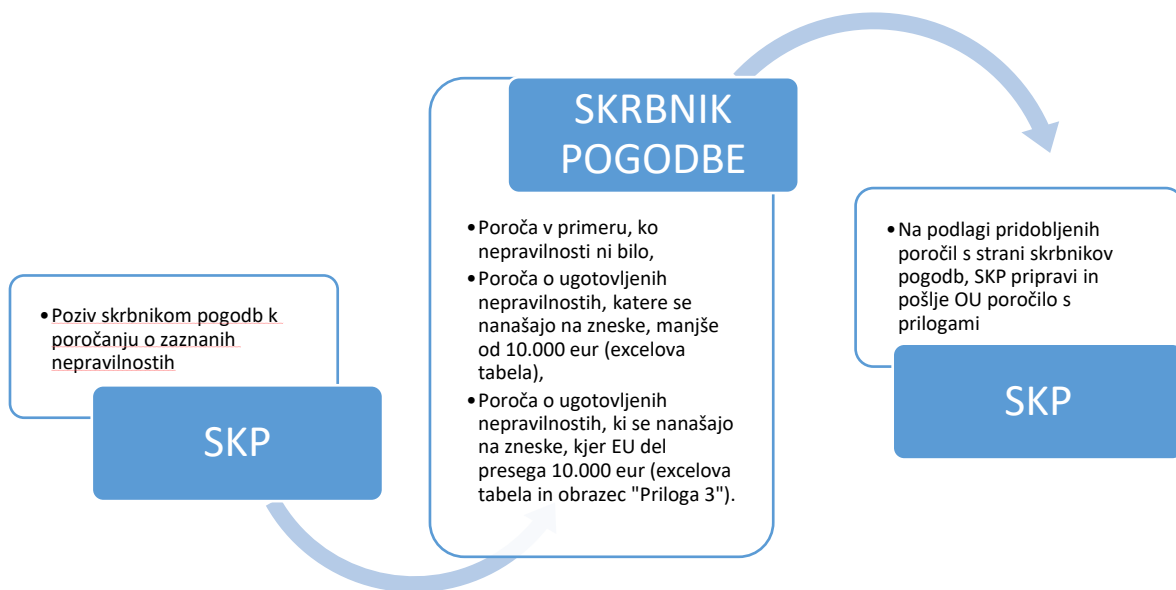 •Poziv skrbnikom pogodb k
poročanju o zaznanih
nepravilnostih
SKP
SKRBNIK
POGODBE
•Poroča v primeru, ko
nepravilnosti ni bilo,
•Poroča o ugotovljenih
nepravilnostih, katere se
nanašajo na zneske, manjše
od 10.000 eur (excelova
tabela),
•Poroča o ugotovljenih
nepravilnostih, ki se nanašajo
na zneske, kjer EU del
presega 10.000 eur (excelova
tabela in obrazec "Priloga 3").
•Na podlagi pridobljenih
poročil s strani skrbnikov
pogodb, SKP pripravi in
pošlje OU poročilo s
prilogami
SKP